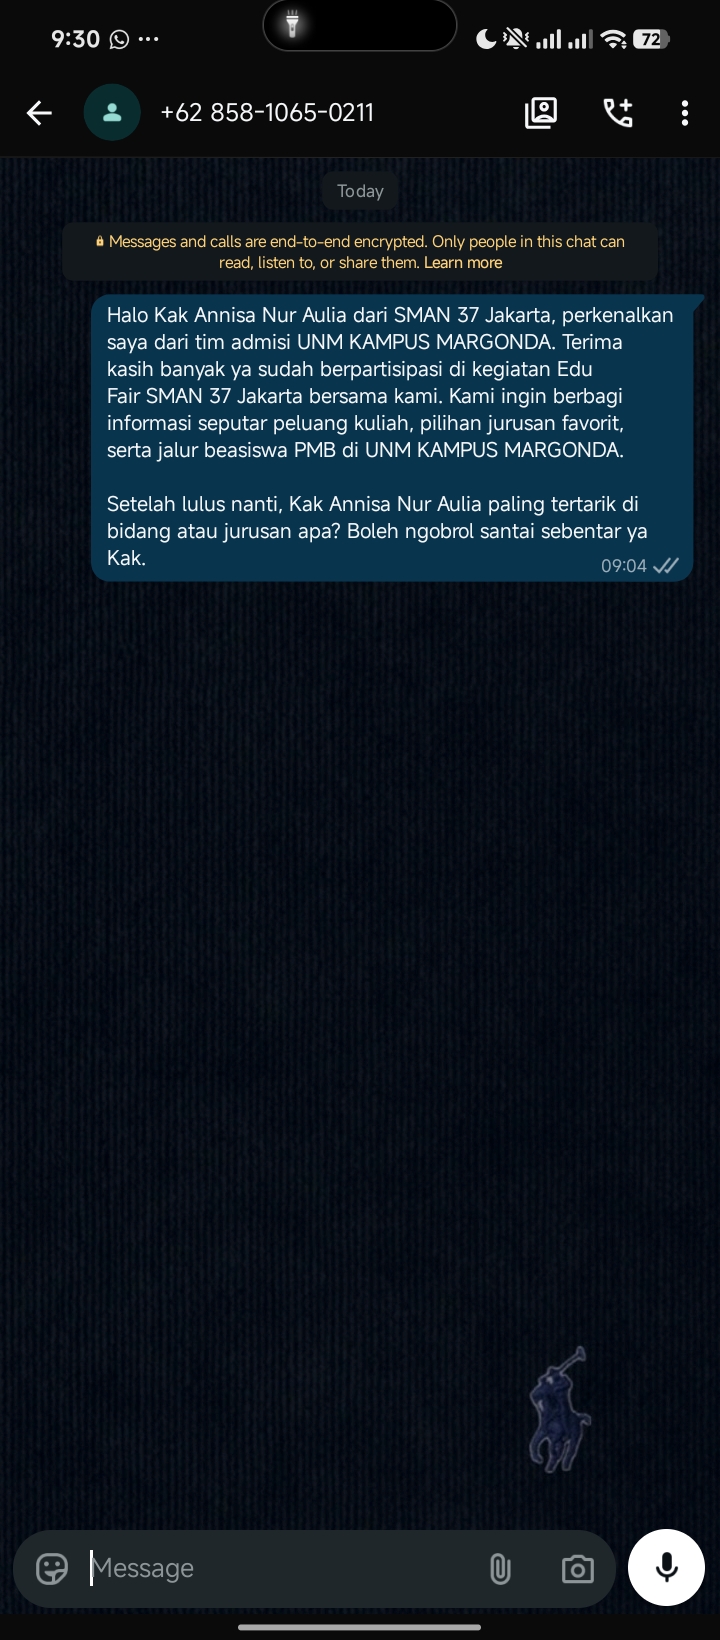 9:30
72
+62 858-1065-0211
Today
Messages and calls are end-to-end encrypted. Only people in this chat can
read, listen to, or share them. Learn more
Halo Kak Annisa Nur Aulia dari SMAN 37 Jakarta, perkenalkan
saya dari tim admisi UNM KAMPUS MARGONDA. Terima
kasih banyak ya sudah berpartisipasi di kegiatan Edu
Fair SMAN 37 Jakarta bersama kami. Kami ingin berbagi
informasi seputar peluang kuliah, pilihan jurusan favorit,
serta jalur beasiswa PMB di UNM KAMPUS MARGONDA.
Setelah lulus nanti, Kak Annisa Nur Aulia paling tertarik di
bidang atau jurusan apa? Boleh ngobrol santai sebentar ya
Kak.
09:04
Message